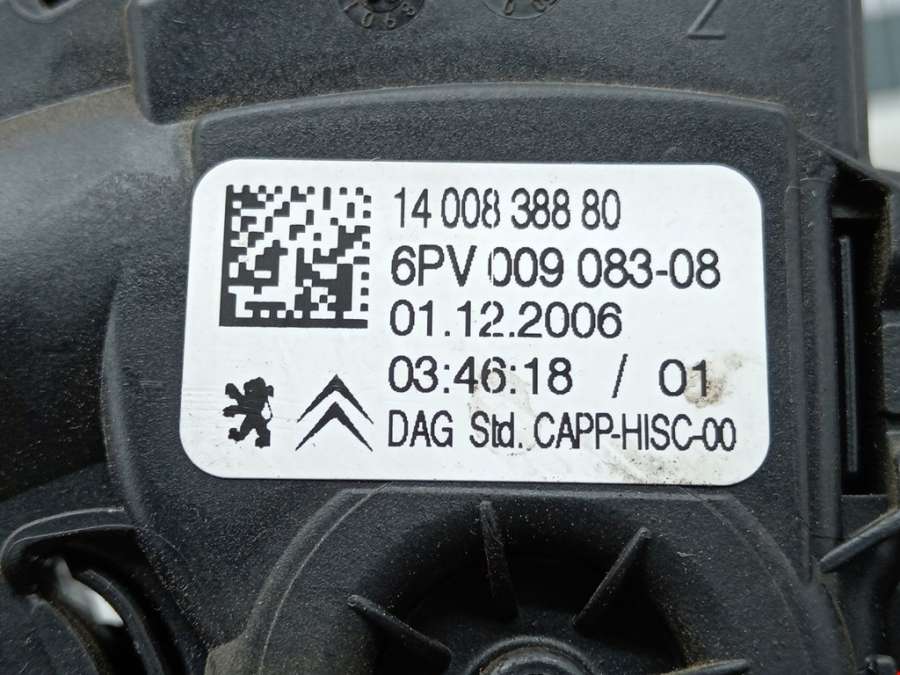 14 008 388 80
6PV 009 083-08
01.12.2006
03:46:18 / 01
DAG Std. CAPP-HISC-00